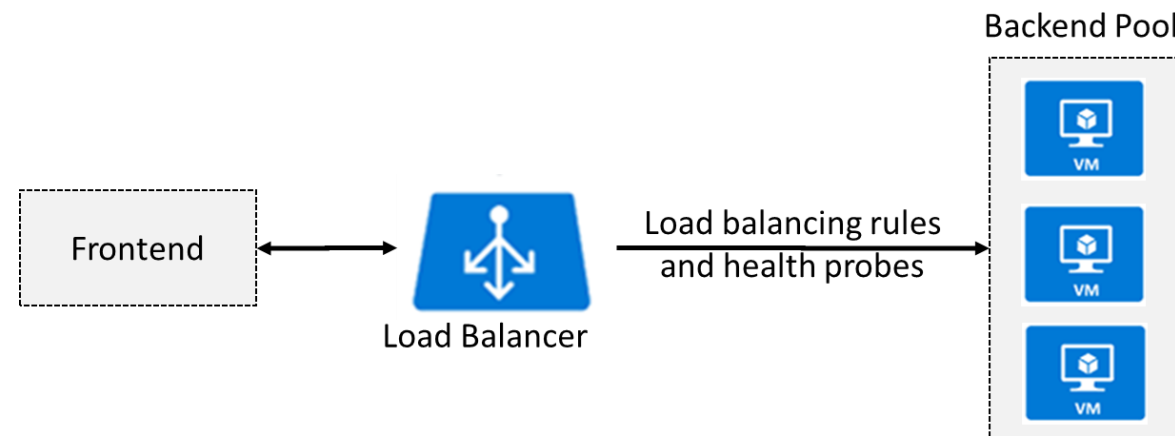 Backend Pool
VM
Frontend
Load balancing rules
and health probes
VM
Load Balancer
VM